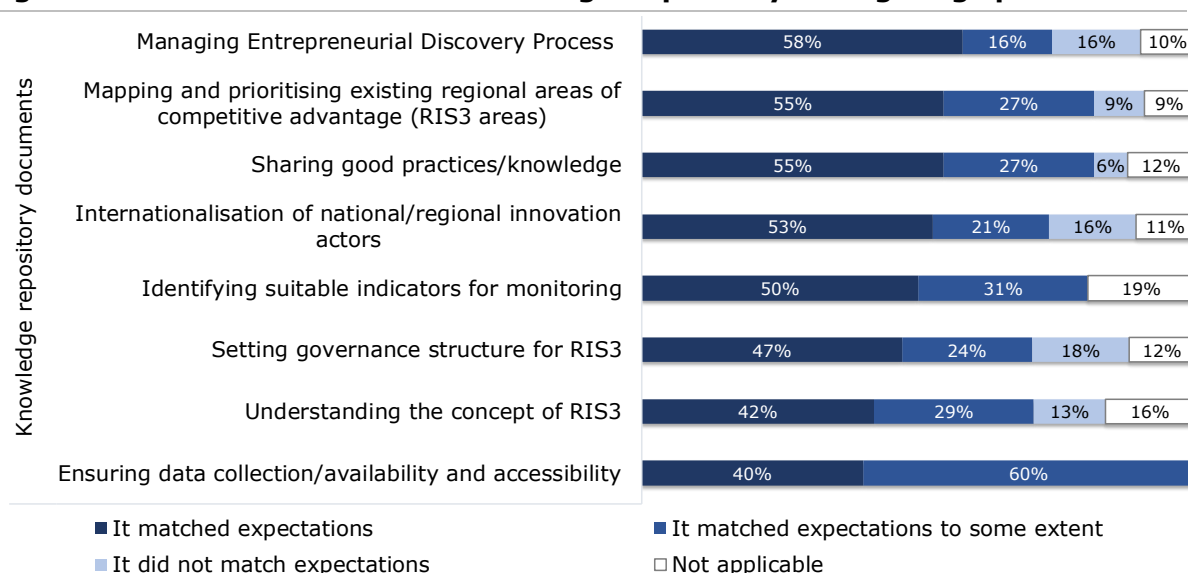 Knowledge repository documents
Managing Entrepreneurial Discovery Process
58% 16% 16% 10%
Mapping and prioritising existing regional areas of
competitive advantage (RIS3 areas)
55% 27% 9% 9%
Sharing good practices/knowledge
55% 27% 6% 12%
Internationalisation of national/regional innovation
actors
53% 21% 16% 11%
Identifying suitable indicators for monitoring
50% 31% 19%
Setting governance structure for RIS3
47% 24% 18% 12%
Understanding the concept of RIS3
42% 29% 13% 16%
Ensuring data collection/availability and accessibility
40% 60%
It matched expectations
It matched expectations to some extent
It did not match expectations
Not applicable